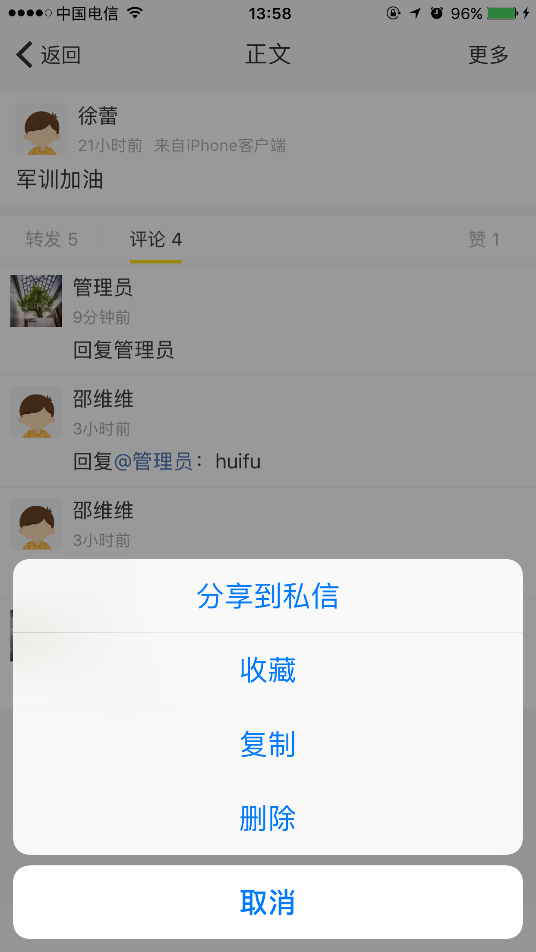 中国电信 13:58 96%
返回 正文 更多
徐蕾
21小时前 来自iPhone客户端
军训加油
转发 5 评论 4 赞 1
管理员
9分钟前
回复管理员
邵维维
3小时前
回复@管理员：huifu
邵维维
3小时前
分享到私信
收藏
复制
删除
取消